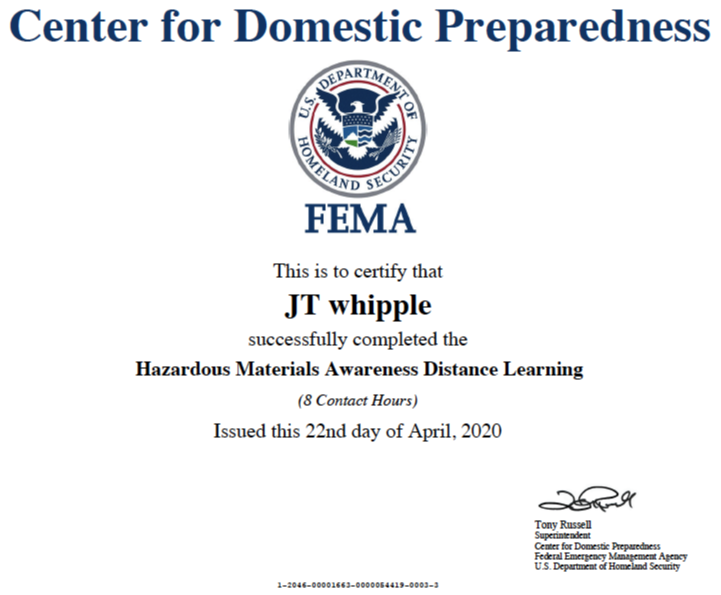 Center for Domestic Preparedness
U.S. DEPARTMENT OF
HOMELAND SECURITY
FEMA
This is to certify that
JT whipple
successfully completed the
Hazardous Materials Awareness Distance Learning
(8 Contact Hours)
Issued this 22nd day of April, 2020
Tony Russell
Superintendent
Center for Domestic Preparedness
Federal Emergency Management Agency
U.S. Department of Homeland Security
1-2046-00001663-0000054419-0003-3